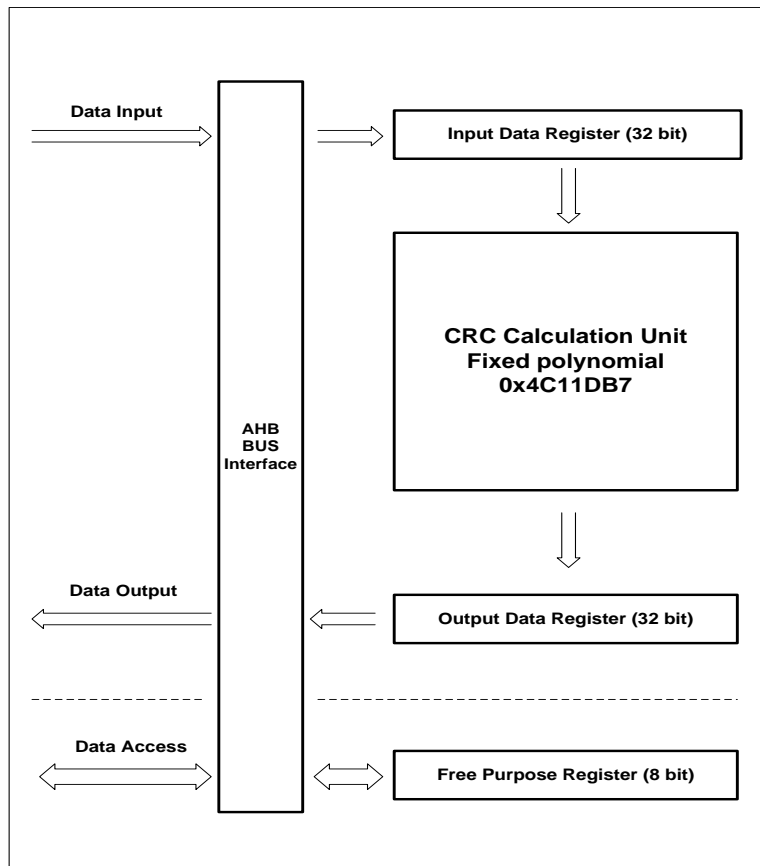 Data Input
Input Data Register (32 bit)
CRC Calculation Unit
Fixed polynomial
0x4C11DB7
AHB
BUS
Interface
Data Output
Output Data Register (32 bit)
Data Access
Free Purpose Register (8 bit)